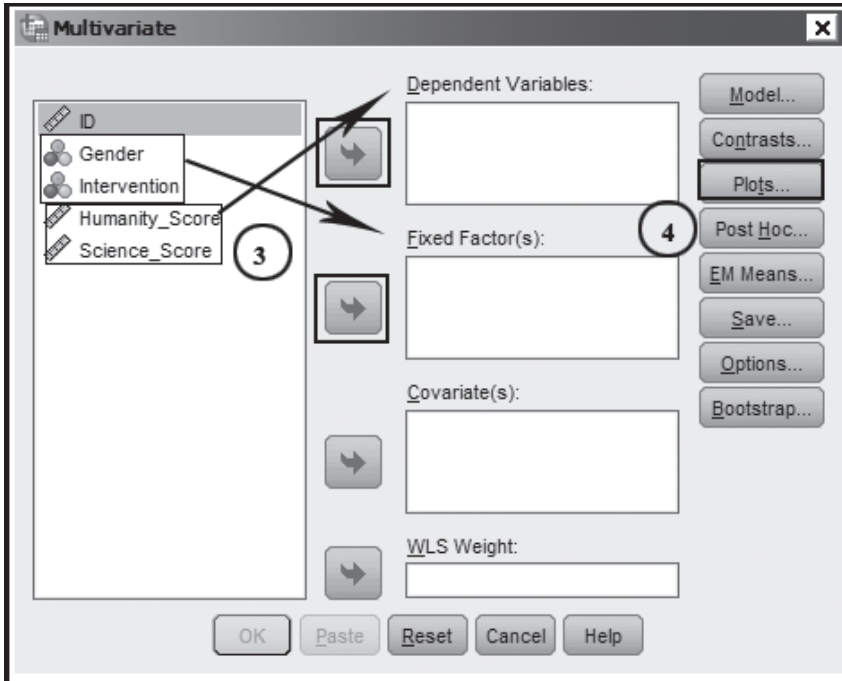 Multivariate
ID
Gender
Intervention
Humanity_Score
Science_Score
3
Dependent Variables:
Fixed Factor(s):
Covariate(s):
WLS Weight:
Model...
Contrasts...
Plots...
4
Post Hoc...
EM Means...
Save...
Options...
Bootstrap...
OK
Paste
Reset
Cancel
Help